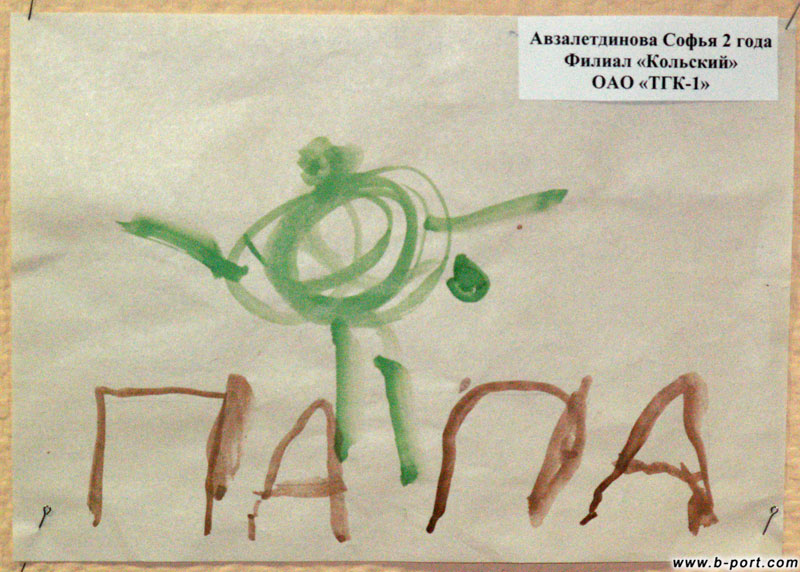 Авзалетдинова Софья 2 года
Филиал «Кольский»
ОАО «ТГК-1»
ПАПА
www.b-port.com